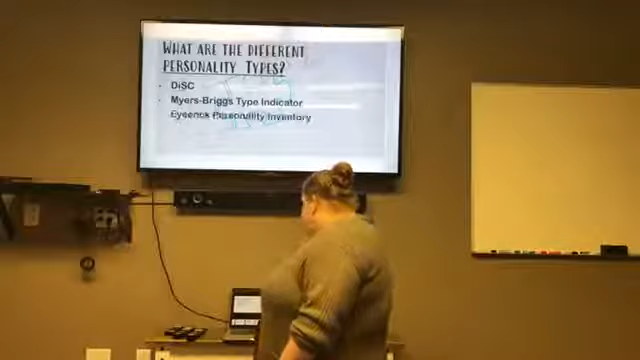 WHAT ARE THE DIFFERENT
PERSONALITY TYPES?
DiSC
Myers-Briggs Type Indicator
Eysenck Personality Inventory